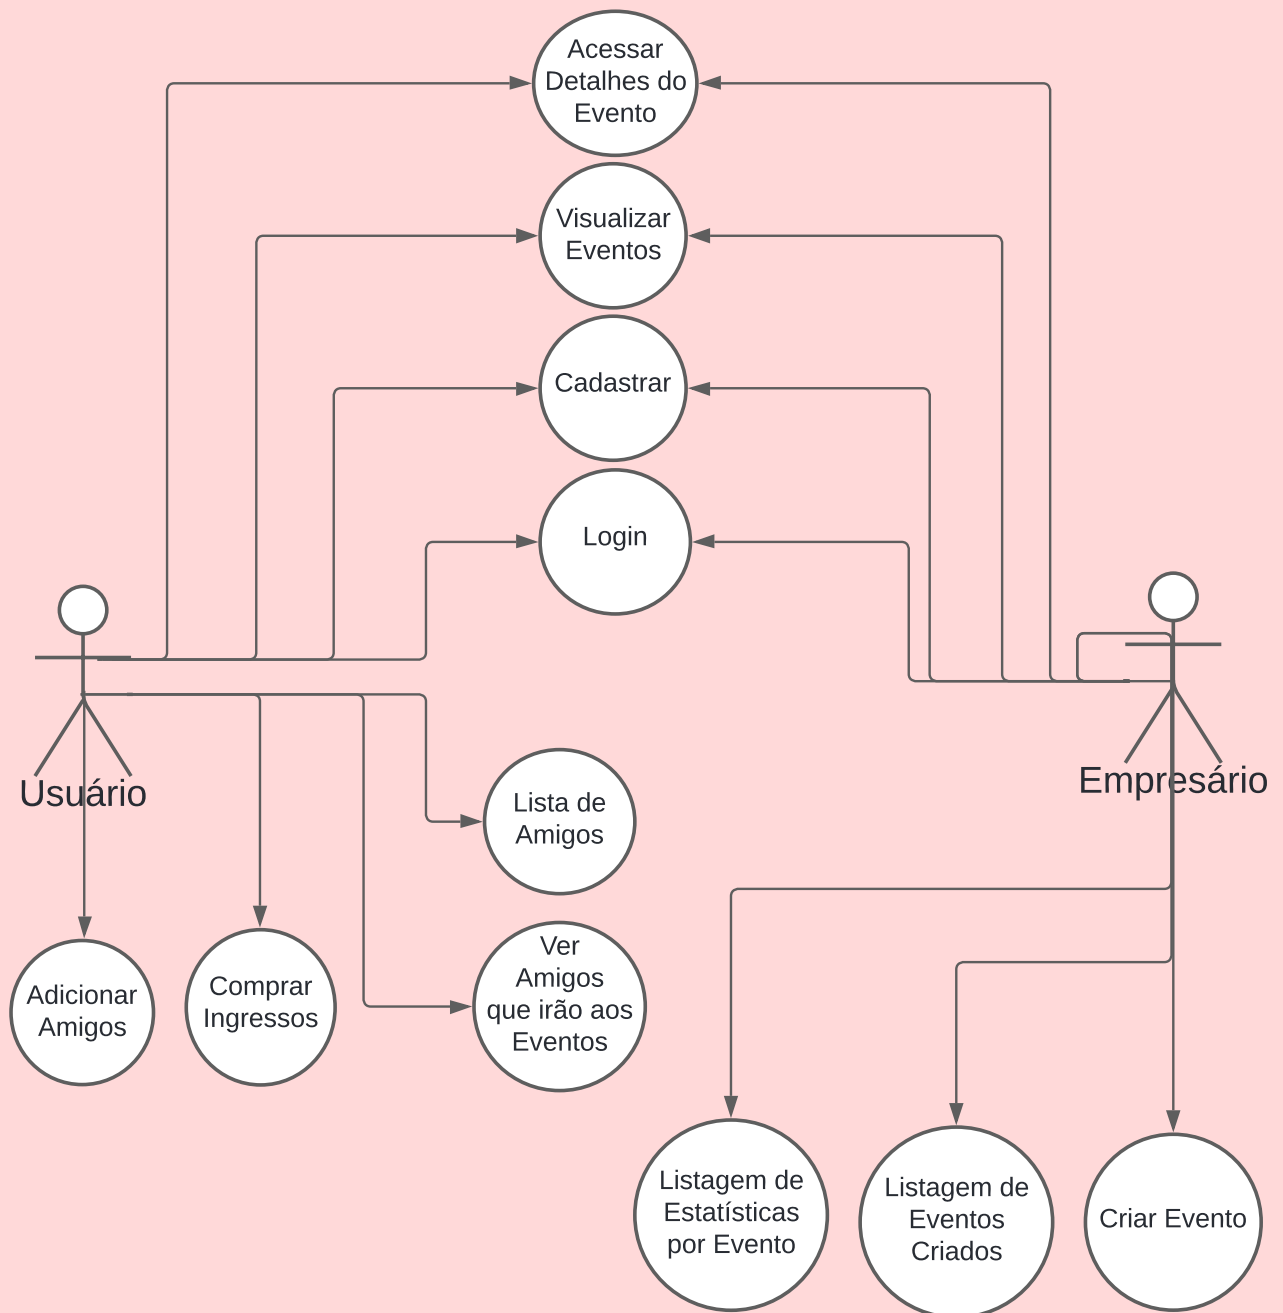 Acessar
Detalhes do
Evento
Visualizar
Eventos
Cadastrar
Login
Usuário
Empresário
Lista de
Amigos
Adicionar
Amigos
Comprar
Ingressos
Ver
Amigos
que irão aos
Eventos
Listagem de
Estatísticas
por Evento
Listagem de
Eventos
Criados
Criar Evento